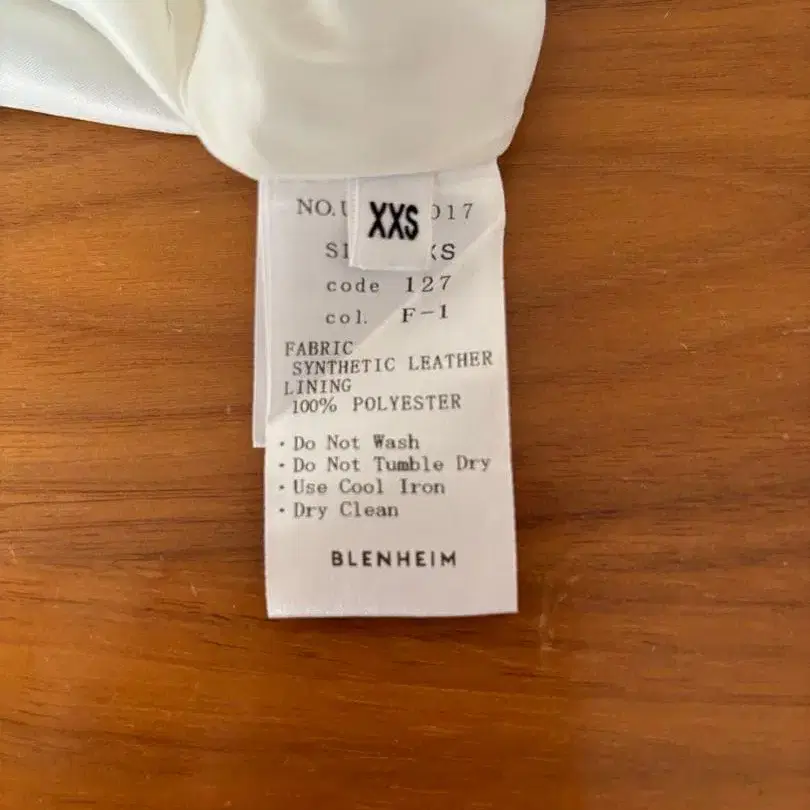 NO. 017
XXS
code 127
col. F-1
FABRIC
SYNTHETIC LEATHER
LINING
100% POLYESTER
・Do Not Wash
・Do Not Tumble Dry
・Use Cool Iron
・Dry Clean
BLENHEIM